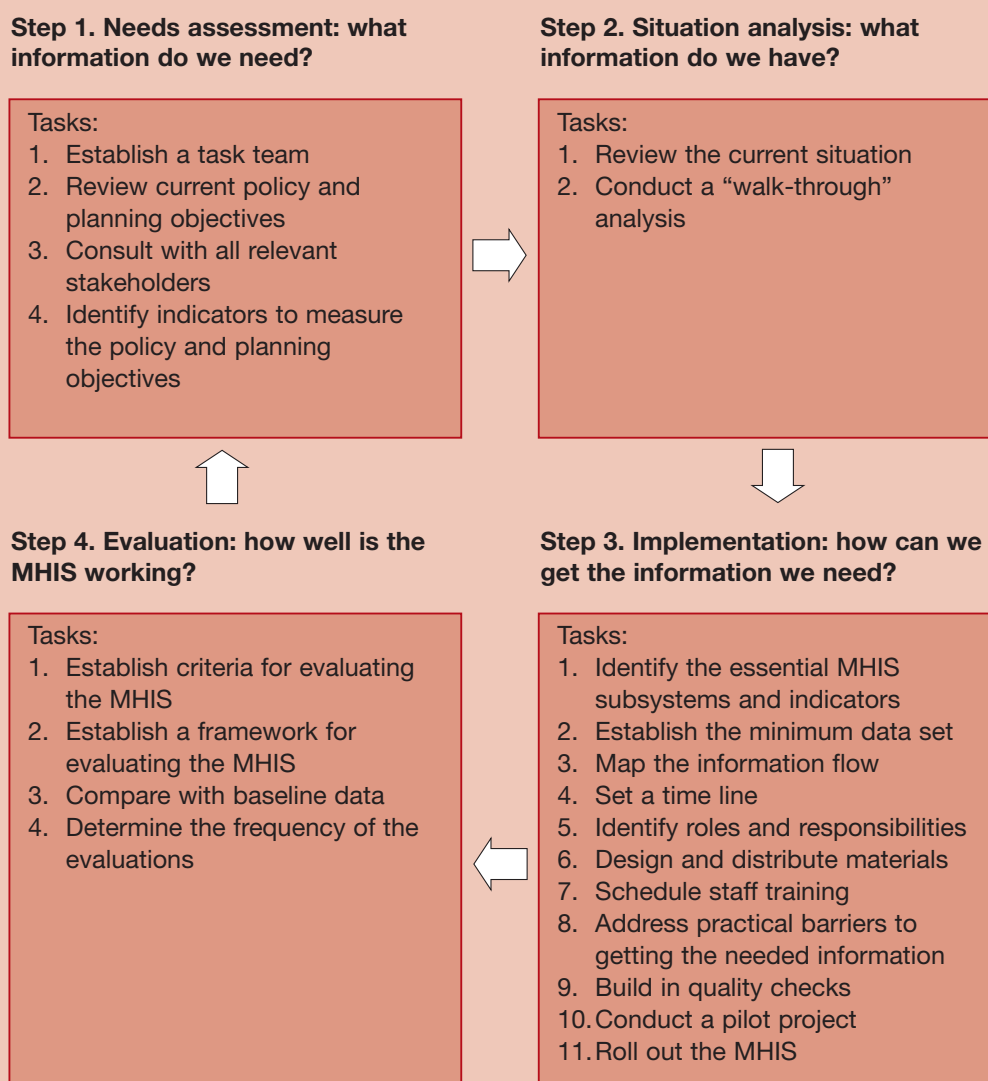 Step 1. Needs assessment: what
information do we need?
Tasks:
1. Establish a task team
2. Review current policy and
planning objectives
3. Consult with all relevant
stakeholders
4. Identify indicators to measure
the policy and planning
objectives
Step 2. Situation analysis: what
information do we have?
Tasks:
1. Review the current situation
2. Conduct a “walk-through”
analysis
Step 3. Implementation: how can we
get the information we need?
Tasks:
1. Identify the essential MHIS
subsystems and indicators
2. Establish the minimum data set
3. Map the information flow
4. Set a time line
5. Identify roles and responsibilities
6. Design and distribute materials
7. Schedule staff training
8. Address practical barriers to
getting the needed information
9. Build in quality checks
10. Conduct a pilot project
11. Roll out the MHIS
Step 4. Evaluation: how well is the
MHIS working?
Tasks:
1. Establish criteria for evaluating
the MHIS
2. Establish a framework for
evaluating the MHIS
3. Compare with baseline data
4. Determine the frequency of the
evaluations